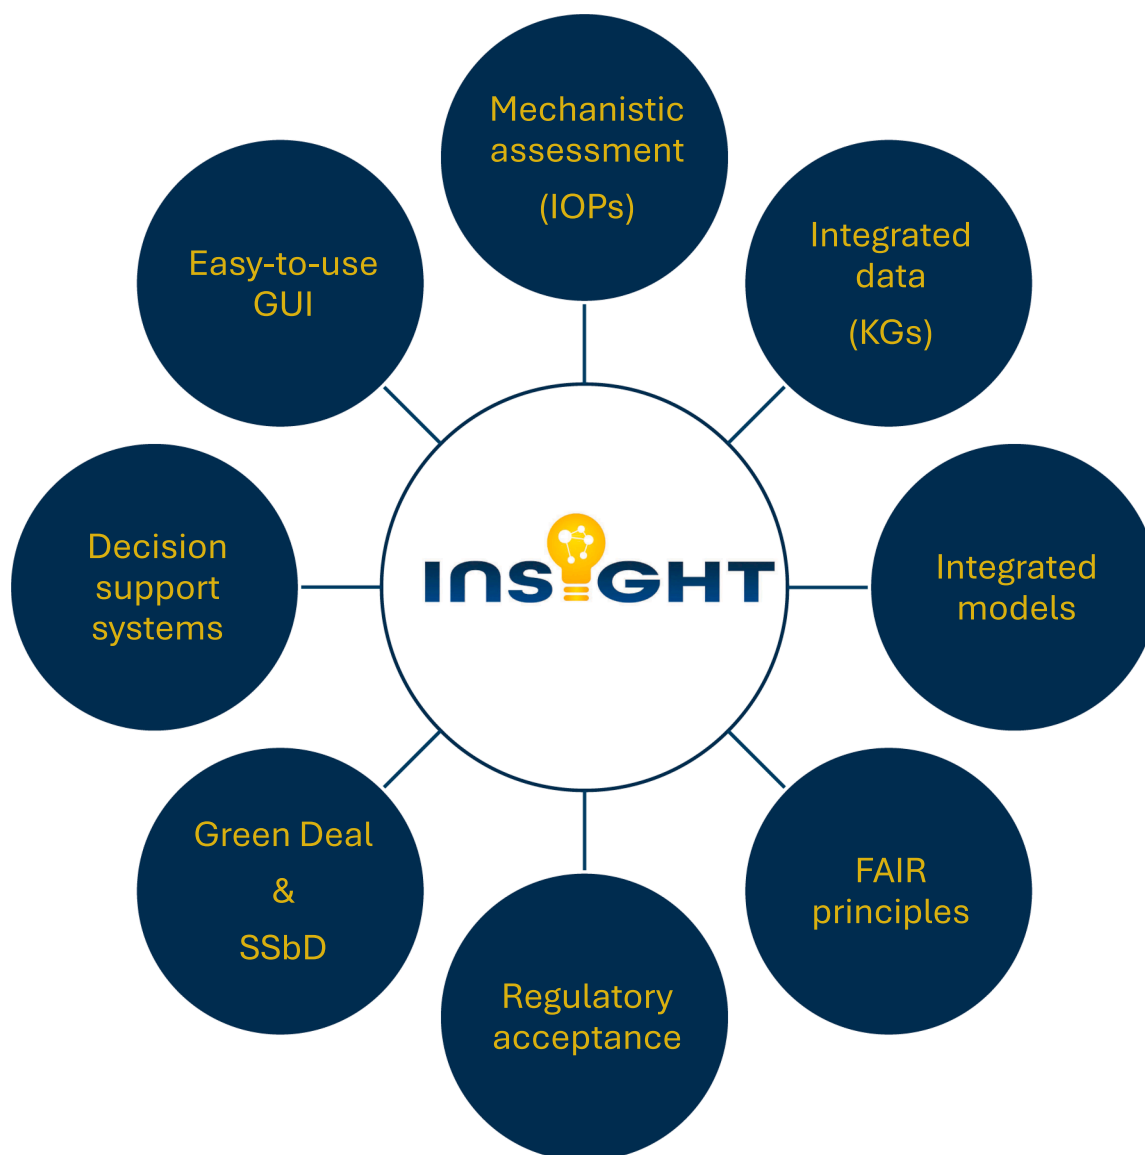 Mechanistic
assessment
(IOPs)
Integrated
data
(KGs)
Integrated
models
FAIR
principles
Regulatory
acceptance
Green Deal
&
SSbD
Decision
support
systems
Easy-to-use
GUI
INSIGHT